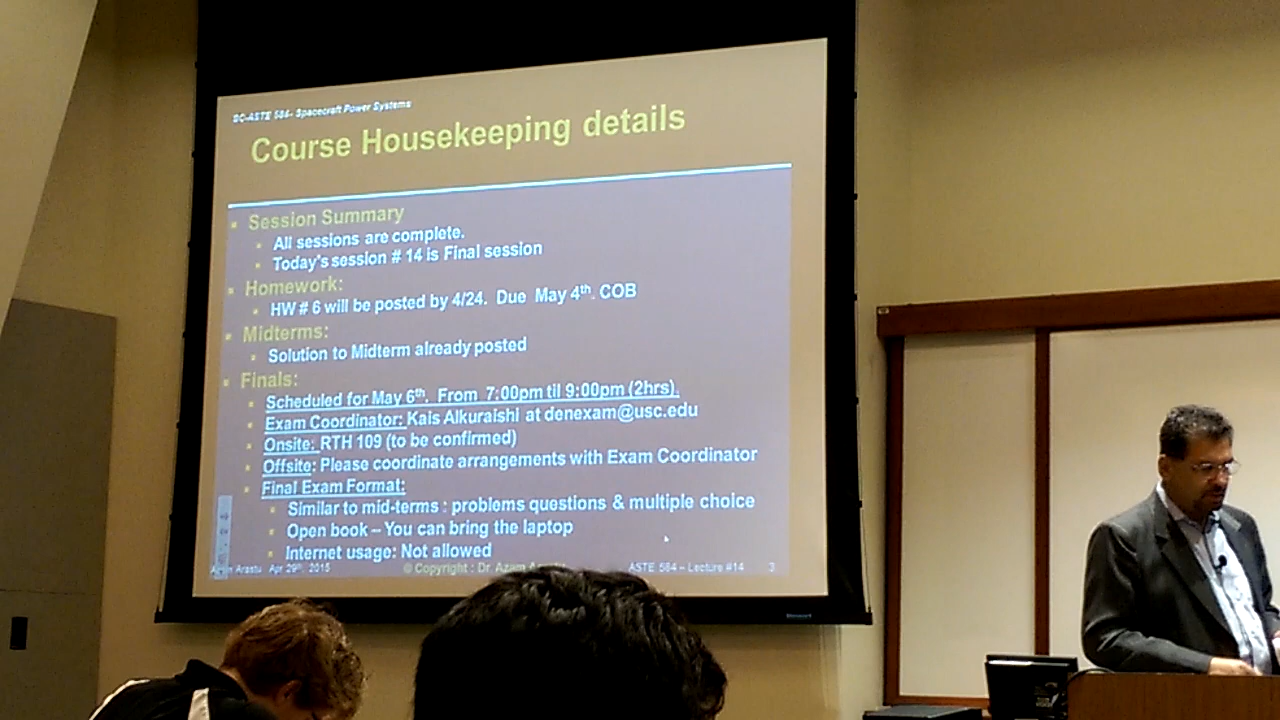 SC-ASTE 584- Spacecraft Power Systems
Course Housekeeping details
Session Summary
All sessions are complete.
Today's session # 14 is Final session
Homework:
HW # 6 will be posted by 4/24. Due May 4th. COB
Midterms:
Solution to Midterm already posted
Finals:
Scheduled for May 6th. From 7:00pm til 9:00pm (2hrs).
Exam Coordinator: Kais Alkuraishi at denexam@usc.edu
Onsite: RTH 109 (to be confirmed)
Offsite: Please coordinate arrangements with Exam Coordinator
Final Exam Format:
Similar to mid-terms : problems questions & multiple choice
Open book – You can bring the laptop
Internet usage: Not allowed
Arastu Apr 29th, 2015 © Copyright : Dr. Azam ASTE 584 – Lecture #14 3